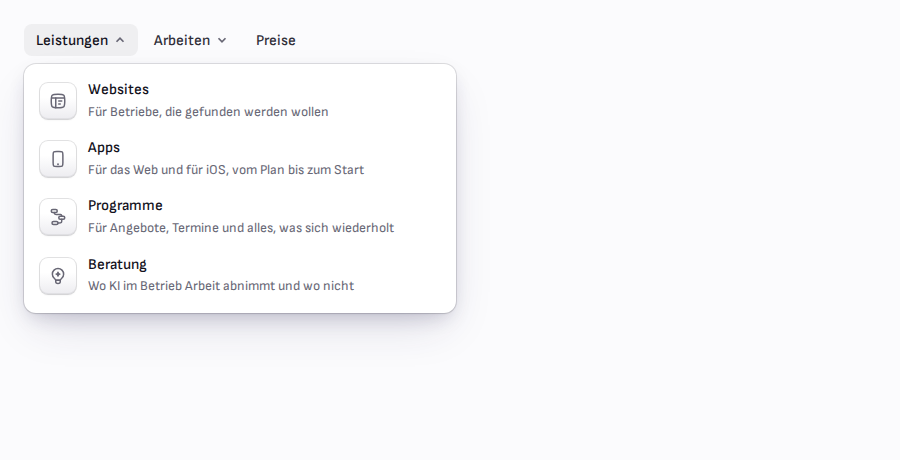 Leistungen Arbeiten Preise
Websites
Für Betriebe, die gefunden werden wollen
Apps
Für das Web und für iOS, vom Plan bis zum Start
Programme
Für Angebote, Termine und alles, was sich wiederholt
Beratung
Wo KI im Betrieb Arbeit abnimmt und wo nicht